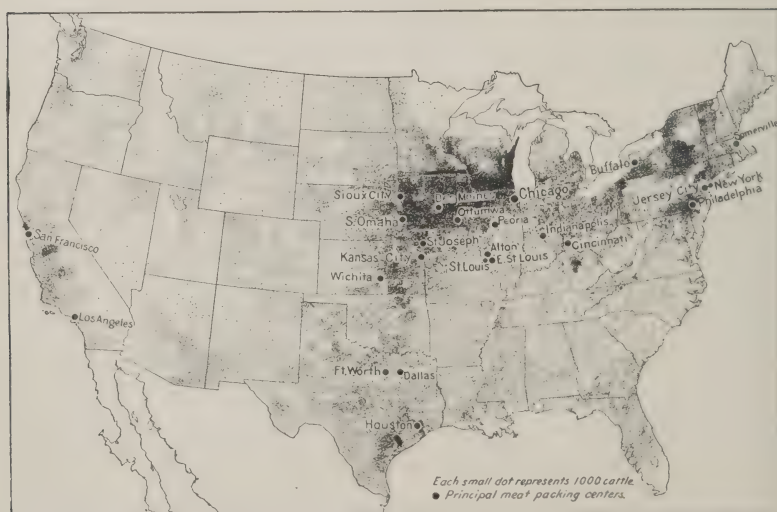 Somerville
Buffalo
Sioux City
Des Moines
Chicago
Jersey City
New York
Philadelphia
Ottumwa
S. Omaha
Peoria
Indianapolis
San Francisco
St Joseph
Alton
Cincinnati
Kansas City
St Louis
E. St Louis
Wichita
Los Angeles
Ft. Worth
Dallas
Houston
Each small dot represents 1000 cattle.
Principal meat packing centers.